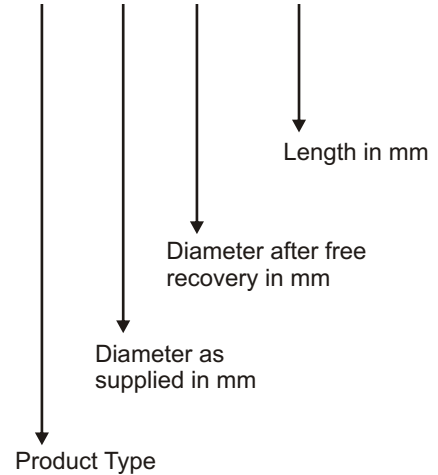 Length in mm
Diameter after free
recovery in mm
Diameter as
supplied in mm
Product Type